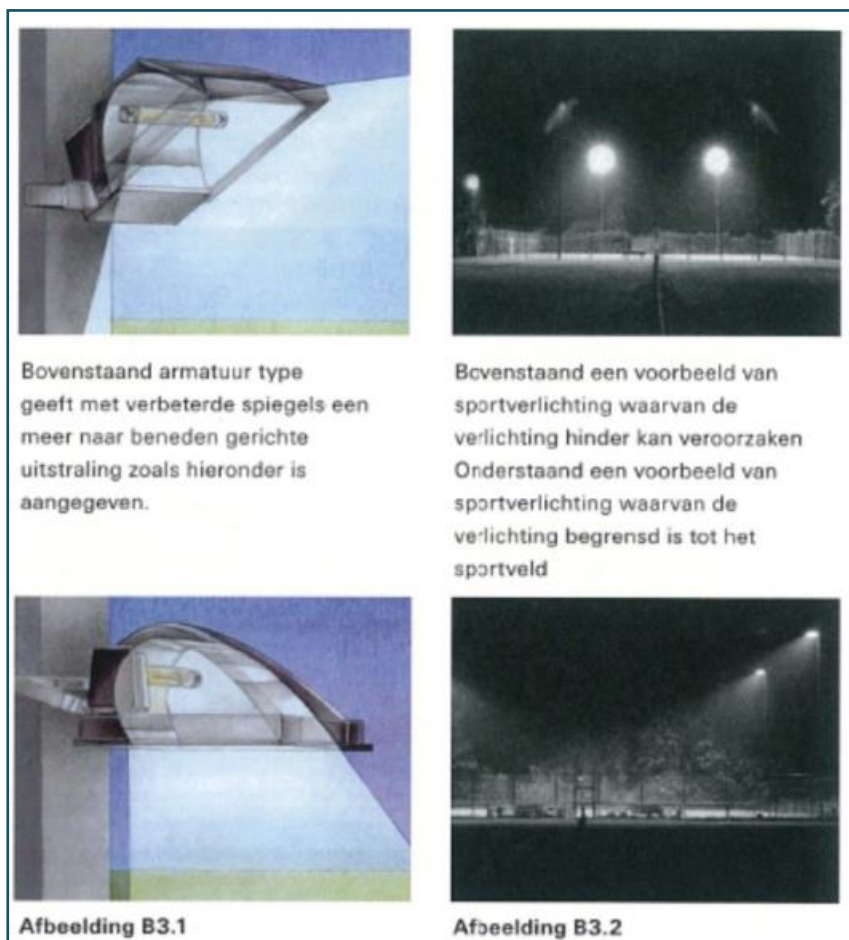 Bovenstaand armatuur type
geeft met verbeterde spiegels een
meer naar beneden gerichte
uitstraling zoals hieronder is
aangegeven.
Bovenstaand een voorbeeld van
sportverlichting waarvan de
verlichting hinder kan veroorzaken
Onderstaand een voorbeeld van
sportverlichting waarvan de
verlichting begrensd is tot het
sportveld
Afbeelding B3.1
Afbeelding B3.2